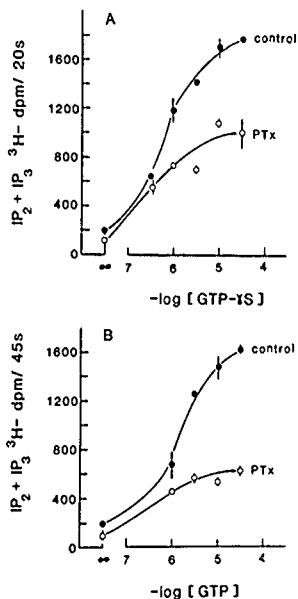 A
IP2 + IP3 ³H- dpm/ 20s
1600
1200
800
400
0
control
PTx
∞ 7 6 5 4
-log [ GTP-γS]
B
IP2 + IP3 ³H- dpm/ 45s
1600
1200
800
400
0
control
PTx
∞ 7 6 5 4
-log [GTP]